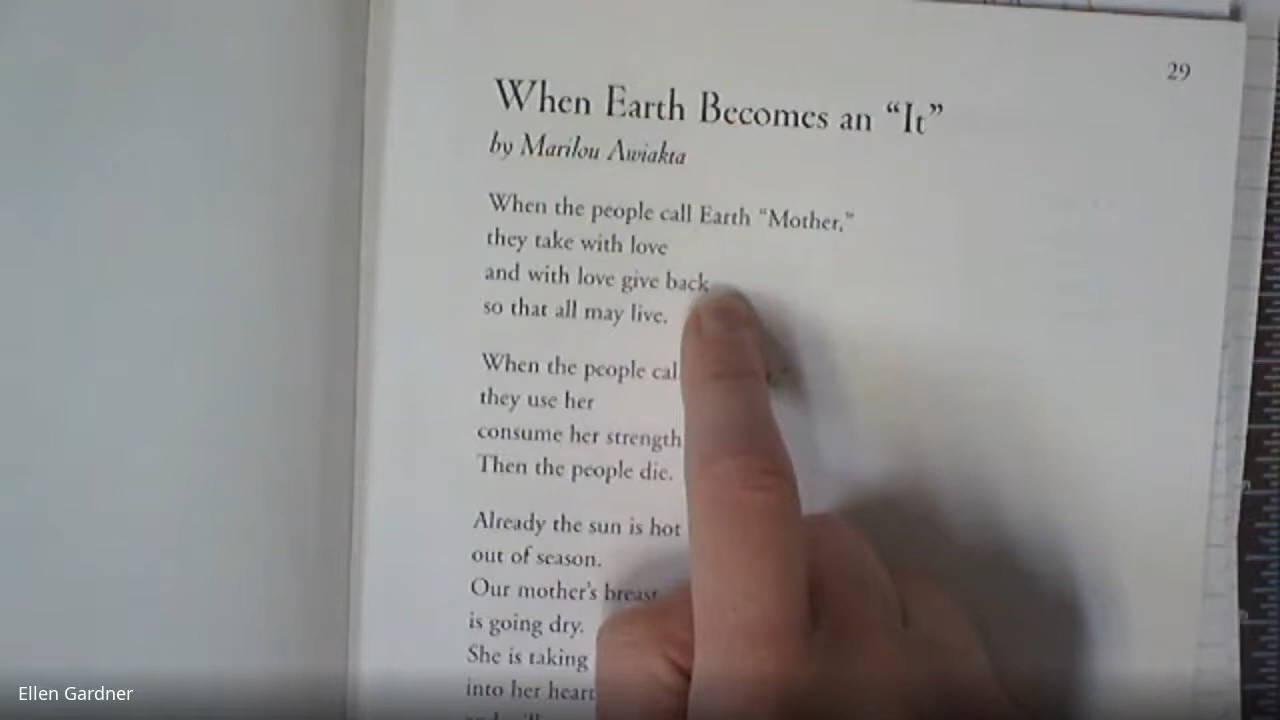 29
When Earth Becomes an “It”
by Marilou Awiakta
When the people call Earth “Mother,”
they take with love
and with love give back
so that all may live.
When the people cal
they use her
consume her strength
Then the people die.
Already the sun is hot
out of season.
Our mother’s breast
is going dry.
She is taking
into her heart
Ellen Gardner